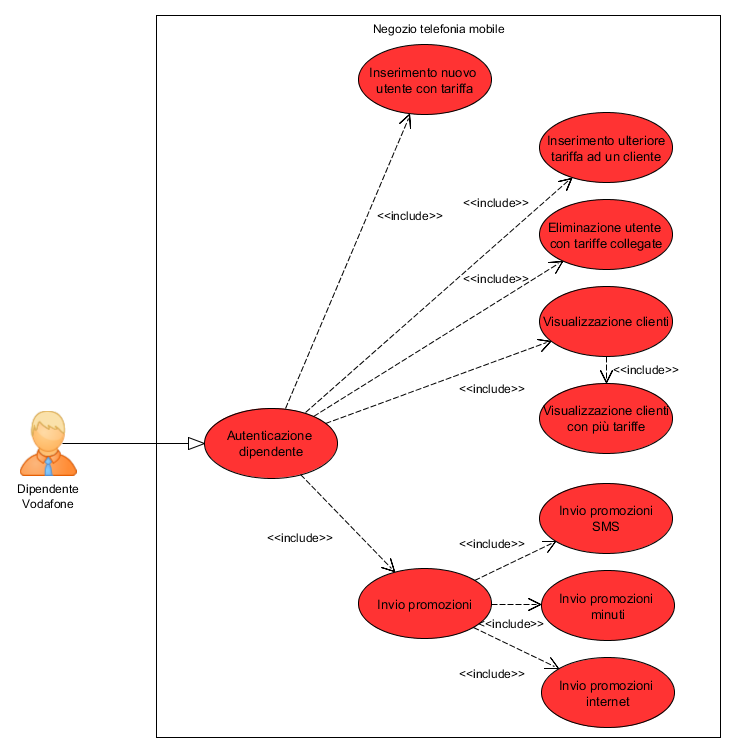 Negozio telefonia mobile
Inserimento nuovo
utente con tariffa
Inserimento ulteriore
tariffa ad un cliente
<<include>>
<<include>>
Eliminazione utente
con tariffe collegate
<<include>>
Visualizzazione clienti
<<include>>
<<include>>
Visualizzazione clienti
con più tariffe
Autenticazione
dipendente
Dipendente
Vodafone
<<include>>
Invio promozioni
SMS
<<include>>
Invio promozioni
Invio promozioni
minuti
<<include>>
<<include>>
Invio promozioni
internet